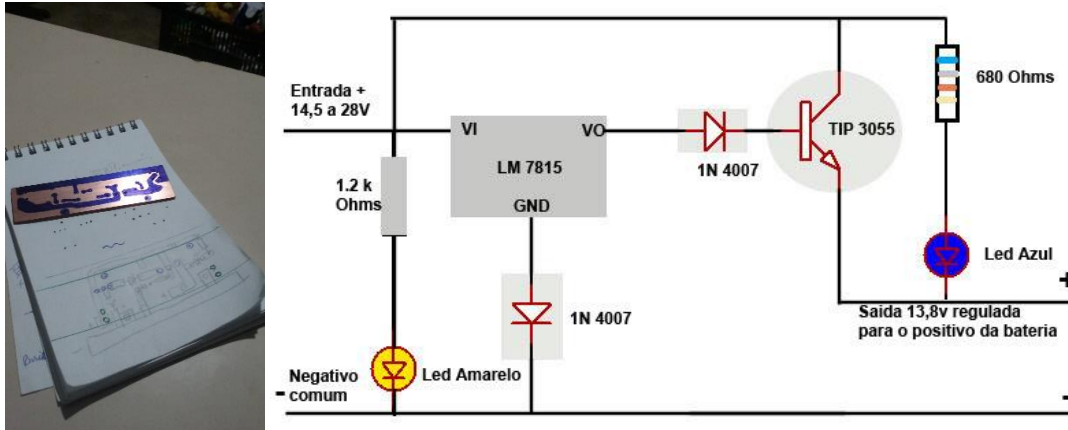 Entrada +
14,5 a 28V
VI
VO
LM 7815
GND
1.2 k
Ohms
1N 4007
TIP 3055
680 Ohms
1N 4007
Led Azul
+
Saída 13,8v regulada
para o positivo da bateria
Led Amarelo
-
Negativo
comum
-